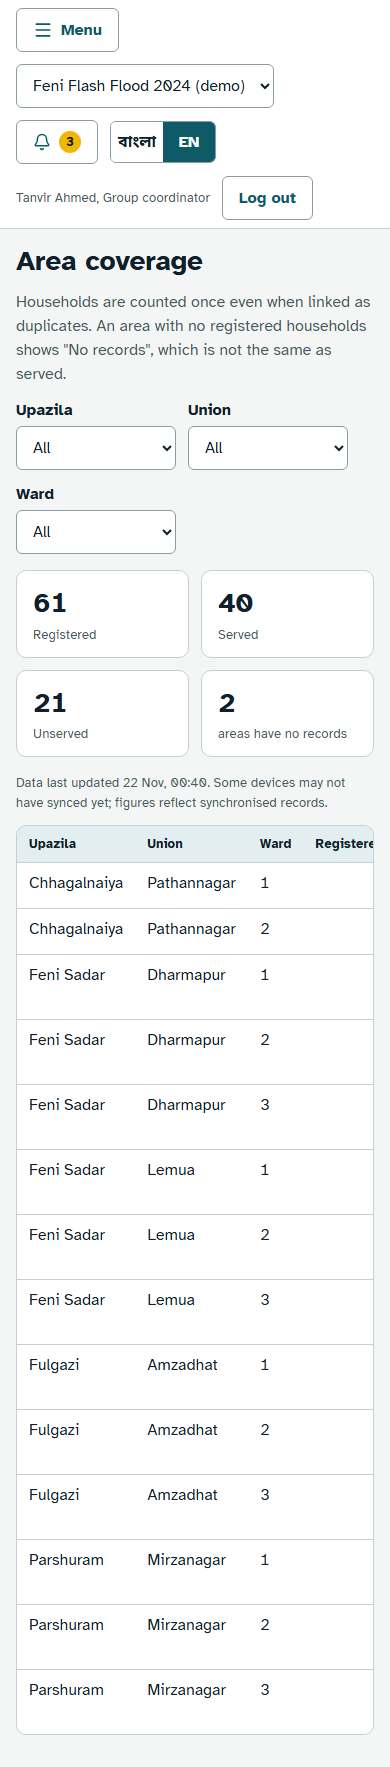 Menu
Feni Flash Flood 2024 (demo)
3
বাংলা EN
Tanvir Ahmed, Group coordinator Log out
Area coverage
Households are counted once even when linked as
duplicates. An area with no registered households
shows "No records", which is not the same as
served.
Upazila Union
All All
Ward
All
61 40
Registered Served
21 2
Unserved areas have no records
Data last updated 22 Nov, 00:40. Some devices may not
have synced yet; figures reflect synchronised records.
Upazila Union Ward Registere
Chhagalnaiya Pathannagar 1
Chhagalnaiya Pathannagar 2
Feni Sadar Dharmapur 1
Feni Sadar Dharmapur 2
Feni Sadar Dharmapur 3
Feni Sadar Lemua 1
Feni Sadar Lemua 2
Feni Sadar Lemua 3
Fulgazi Amzadhat 1
Fulgazi Amzadhat 2
Fulgazi Amzadhat 3
Parshuram Mirzanagar 1
Parshuram Mirzanagar 2
Parshuram Mirzanagar 3